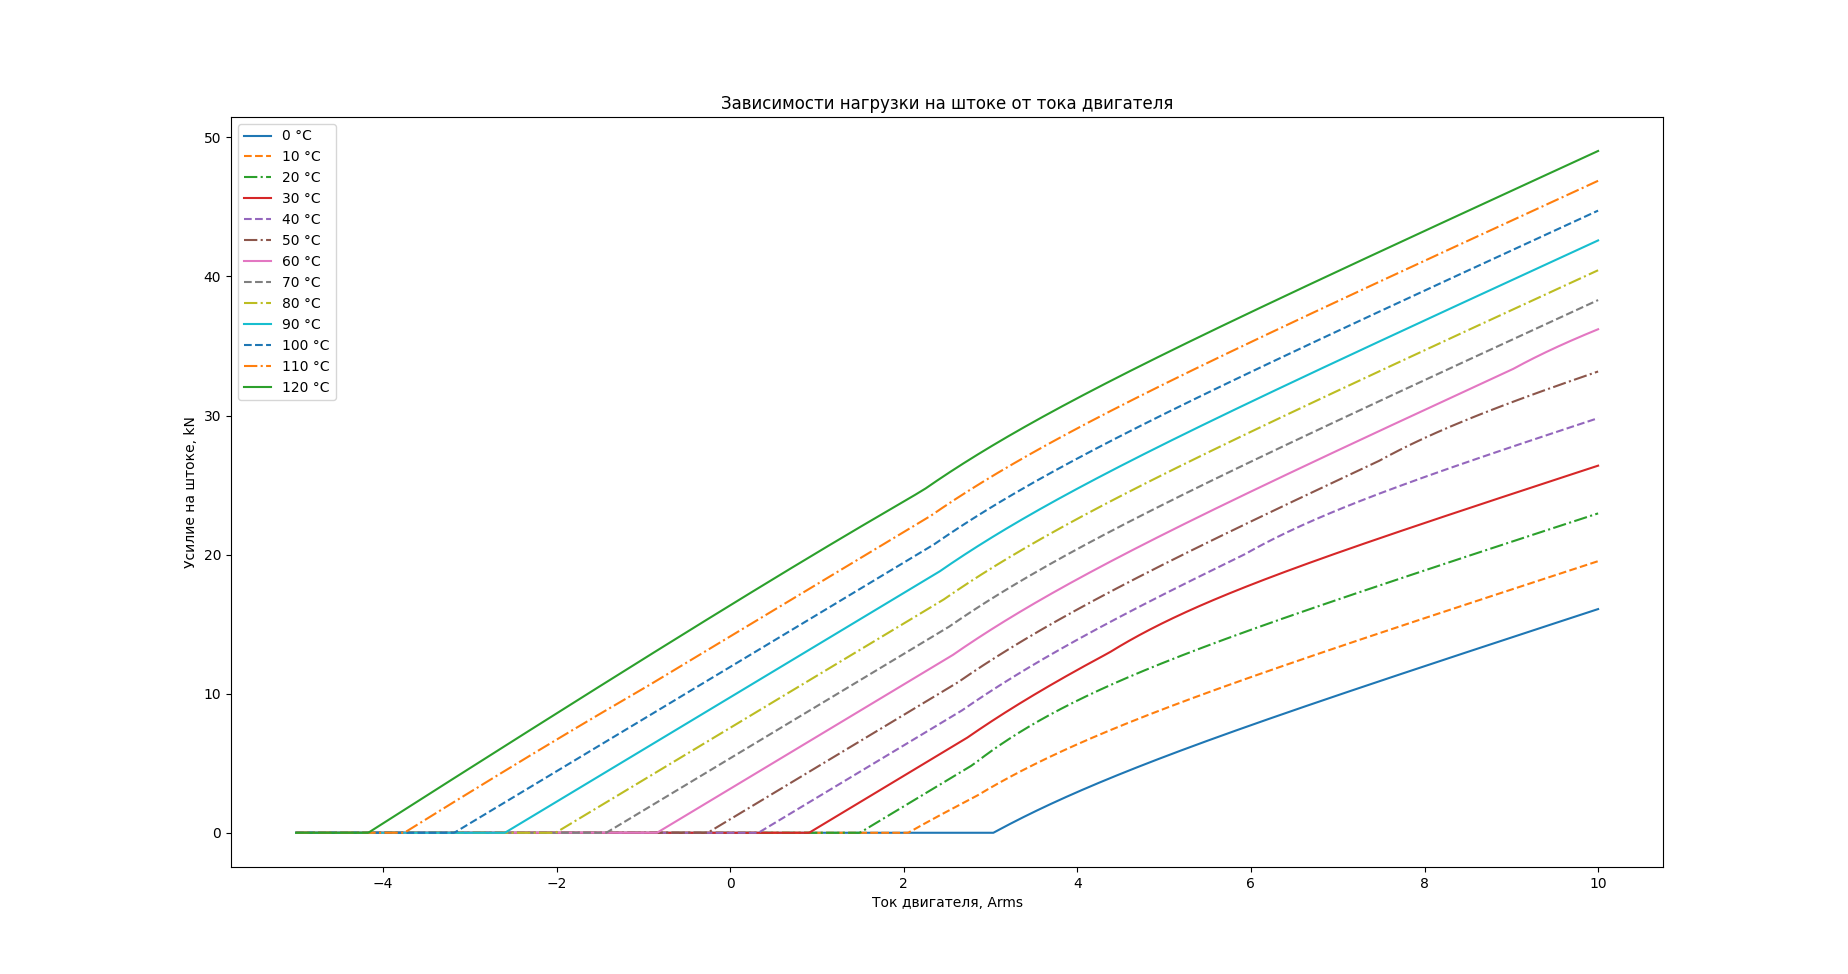 Зависимости нагрузки на штоке от тока двигателя
0 °C
10 °C
20 °C
30 °C
40 °C
50 °C
60 °C
70 °C
80 °C
90 °C
100 °C
110 °C
120 °C
50
40
30
20
10
0
Усилие на штоке, kN
−4 −2 0 2 4 6 8 10
Ток двигателя, Arms